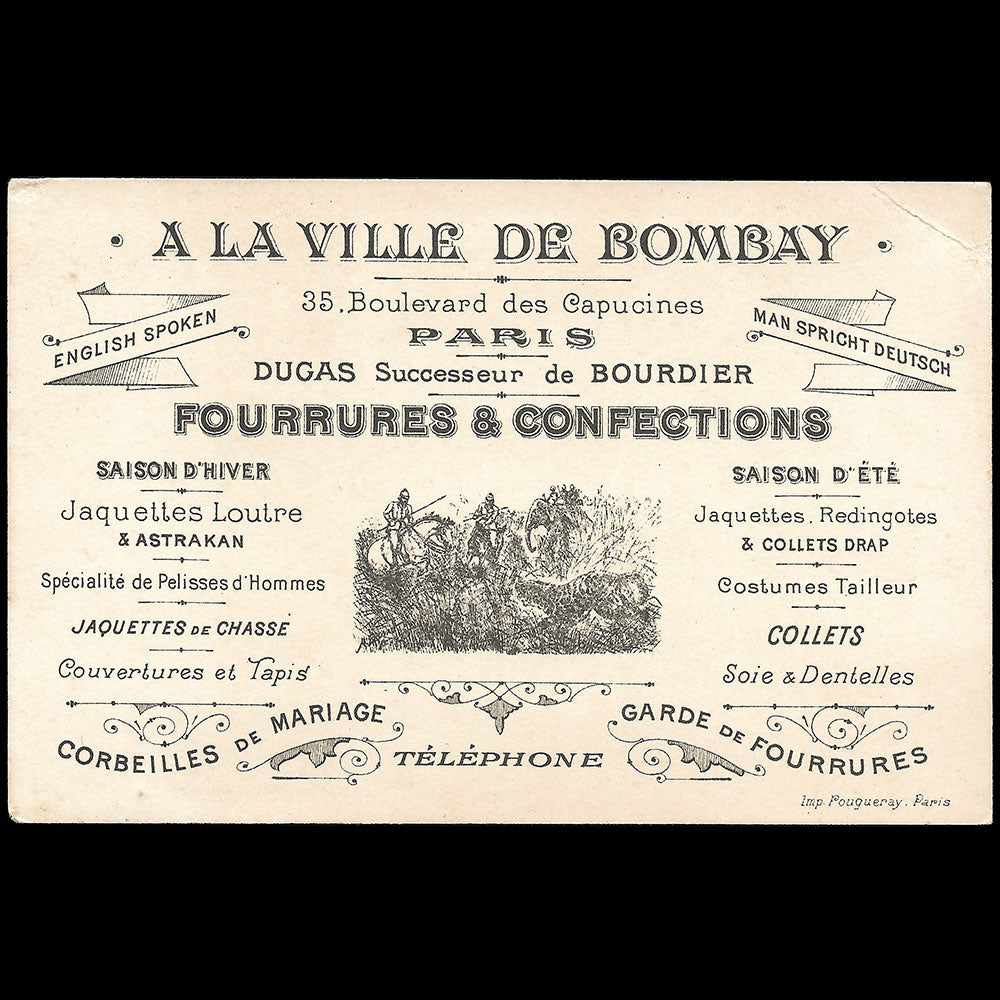 A LA VILLE DE BOMBAY
35, Boulevard des Capucines
PARIS
ENGLISH SPOKEN
MAN SPRICHT DEUTSCH
DUGAS Successeur de BOURDIER
FOURRURES & CONFECTIONS
SAISON D'HIVER
Jaquettes Loutre
& ASTRAKAN
Spécialité de Pelisses d'Hommes
JAQUETTES DE CHASSE
Couvertures et Tapis
SAISON D'ÉTÉ
Jaquettes, Redingotes
& COLLETS DRAP
Costumes Tailleur
COLLETS
Soie & Dentelles
CORBEILLES DE MARIAGE
TÉLÉPHONE
GARDE DE FOURRURES
Imp. Fougueray. Paris